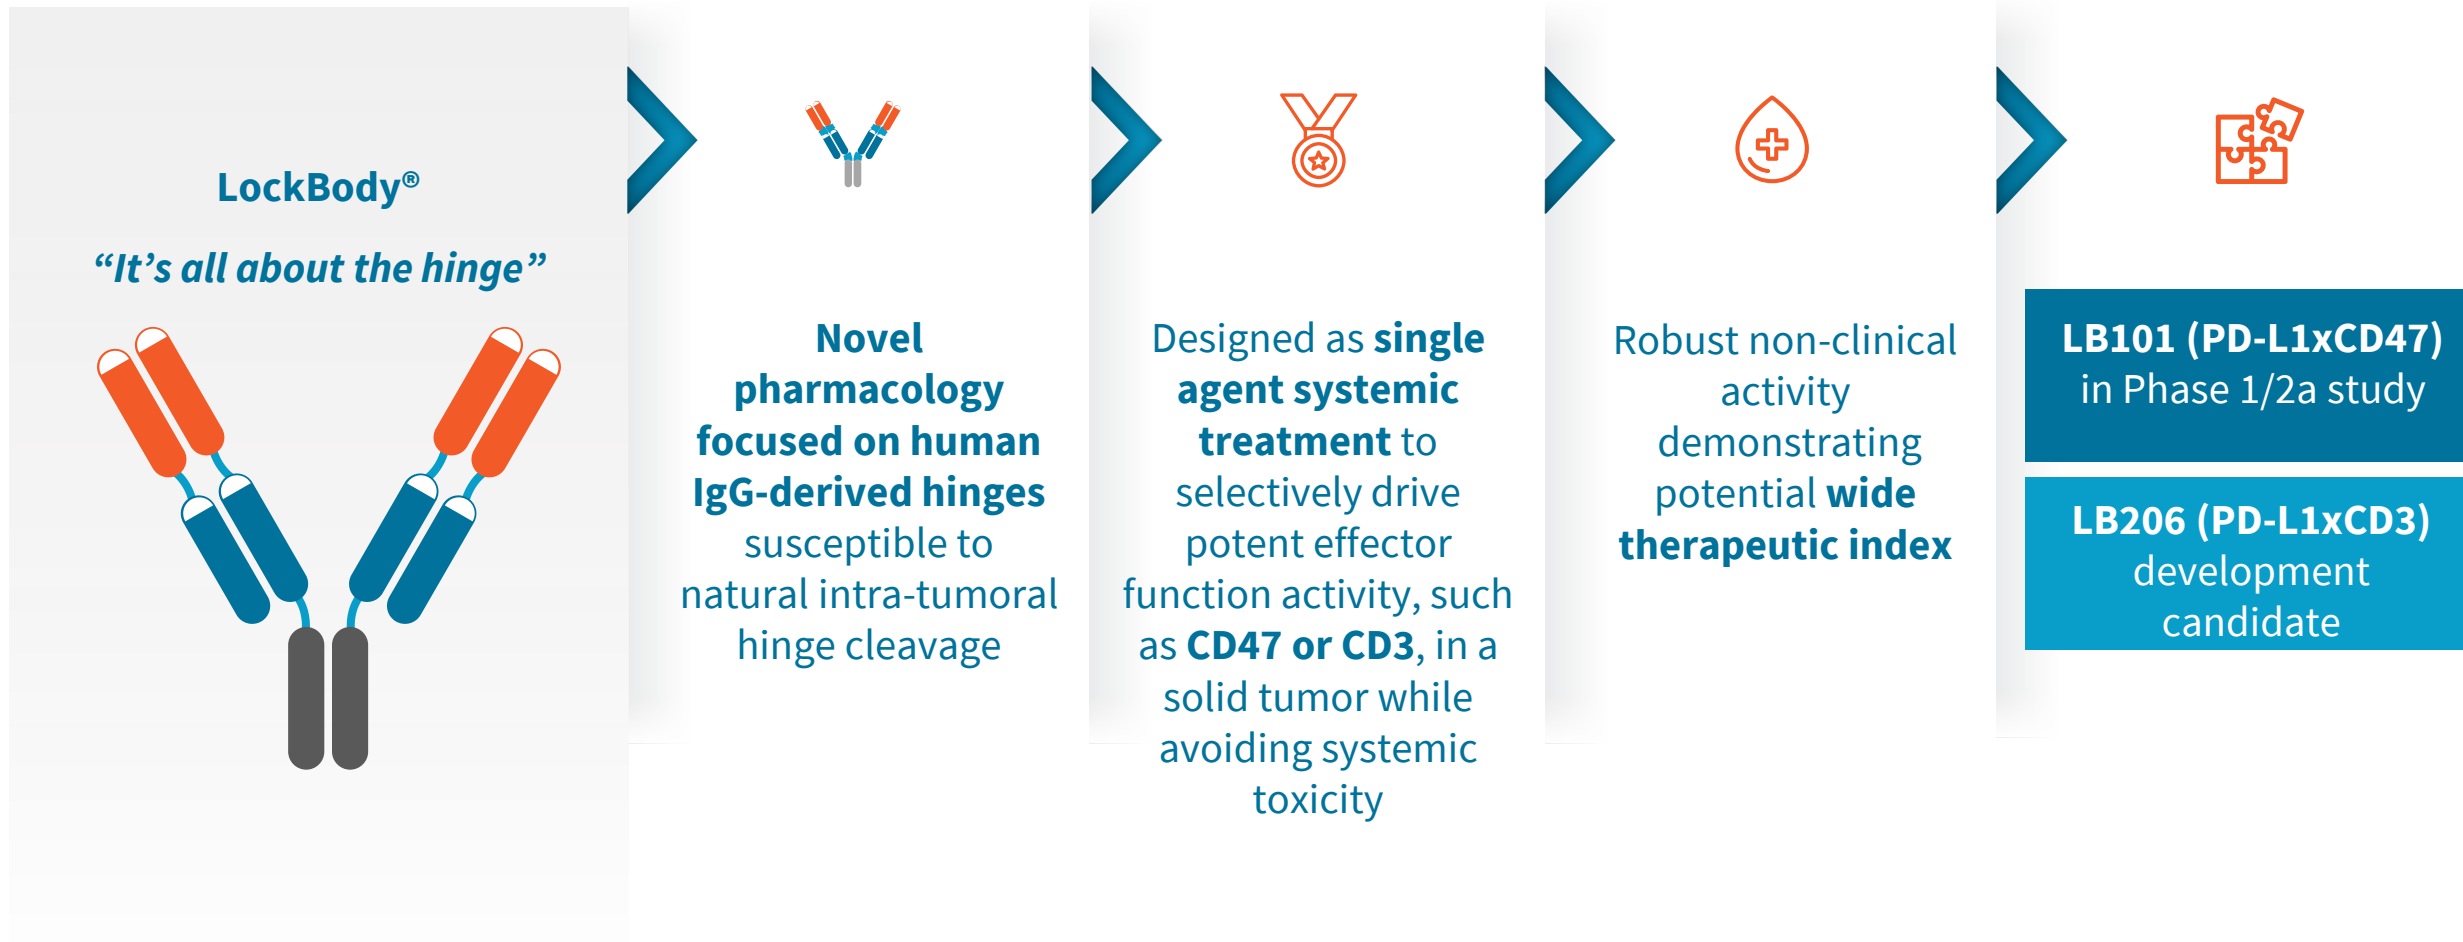 LockBody®
“It’s all about the hinge”
Novel
pharmacology
focused on human
IgG-derived hinges
susceptible to
natural intra-tumoral
hinge cleavage
Designed as single
agent systemic
treatment to
selectively drive
potent effector
function activity, such
as CD47 or CD3, in a
solid tumor while
avoiding systemic
toxicity
Robust non-clinical
activity
demonstrating
potential wide
therapeutic index
LB101 (PD-L1xCD47)
in Phase 1/2a study
LB206 (PD-L1xCD3)
development
candidate